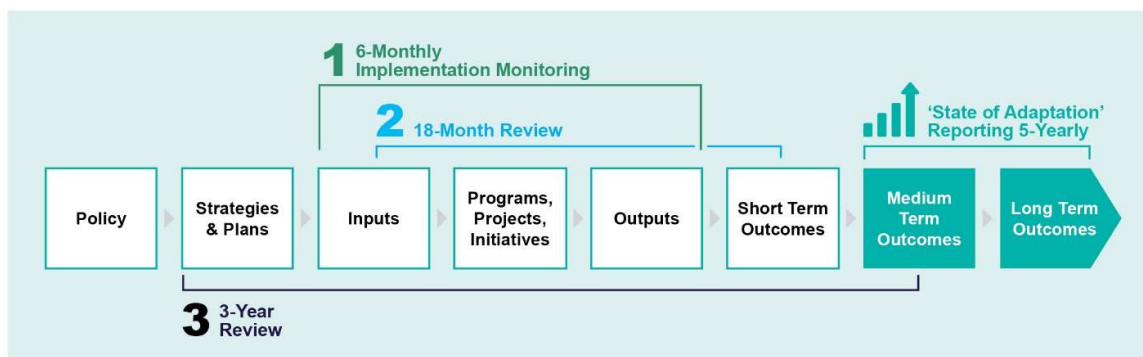 1 6-Monthly
Implementation Monitoring
2 18-Month Review
‘State of Adaptation’
Reporting 5-Yearly
Policy
Strategies
& Plans
Inputs
Programs,
Projects,
Initiatives
Outputs
Short Term
Outcomes
Medium
Term
Outcomes
Long Term
Outcomes
3 3-Year
Review